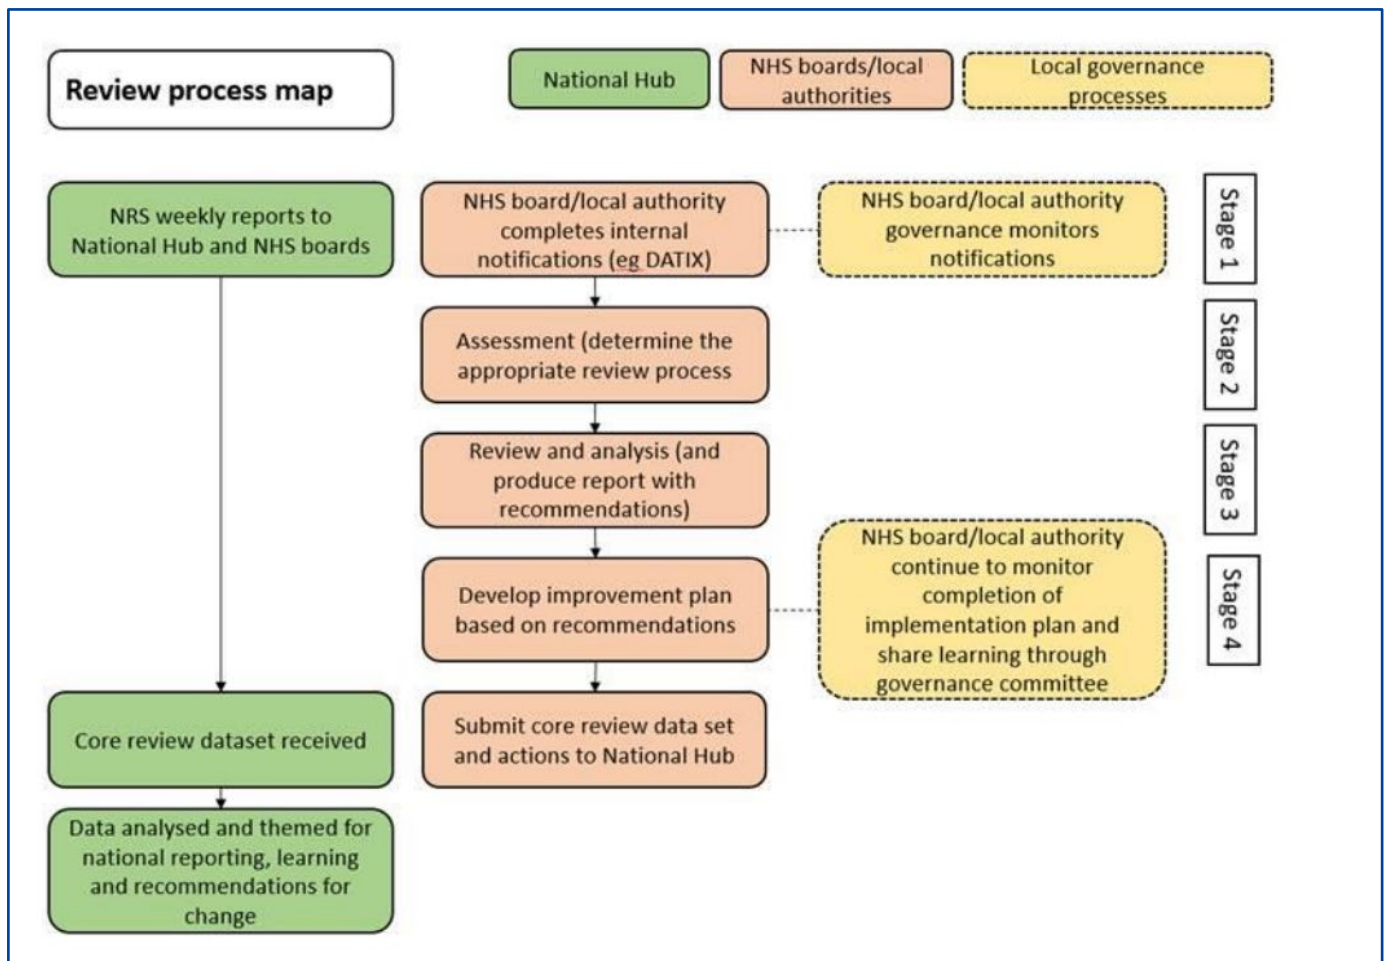 Review process map
National Hub
NHS boards/local
authorities
Local governance
processes
NRS weekly reports to
National Hub and NHS boards
NHS board/local authority
completes internal
notifications (eg DATIX)
NHS board/local authority
governance monitors
notifications
Stage 1
Assessment (determine the
appropriate review process
Stage 2
Review and analysis (and
produce report with
recommendations)
Stage 3
Develop improvement plan
based on recommendations
NHS board/local authority
continue to monitor
completion of
implementation plan and
share learning through
governance committee
Stage 4
Core review dataset received
Submit core review data set
and actions to National Hub
Data analysed and themed for
national reporting, learning
and recommendations for
change